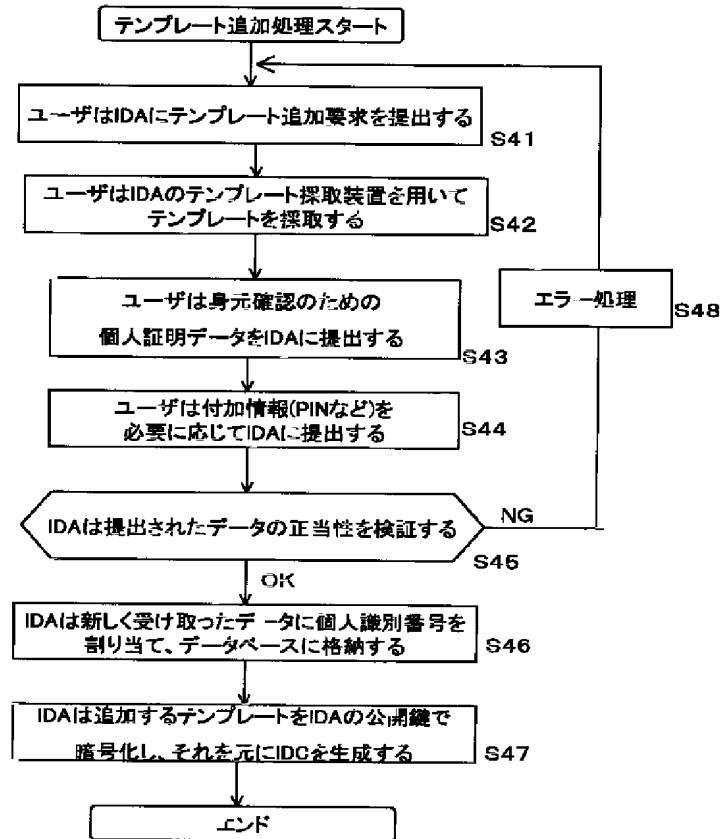 テンプレート追加処理スタート
ユーザはIDAにテンプレート追加要求を提出する
S41
ユーザはIDAのテンプレート採取装置を用いて
テンプレートを採取する
S42
ユーザは身元確認のための
個人証明データをIDAに提出する
S43
エラー処理
S48
ユーザは付加情報(PINなど)を
必要に応じてIDAに提出する
S44
IDAは提出されたデータの正当性を検証する
NG
S45
OK
IDAは新しく受け取ったデータに個人識別番号を
割り当て、データベースに格納する
S46
IDAは追加するテンプレートをIDAの公開鍵で
暗号化し、それを元にIDCを生成する
S47
エンド